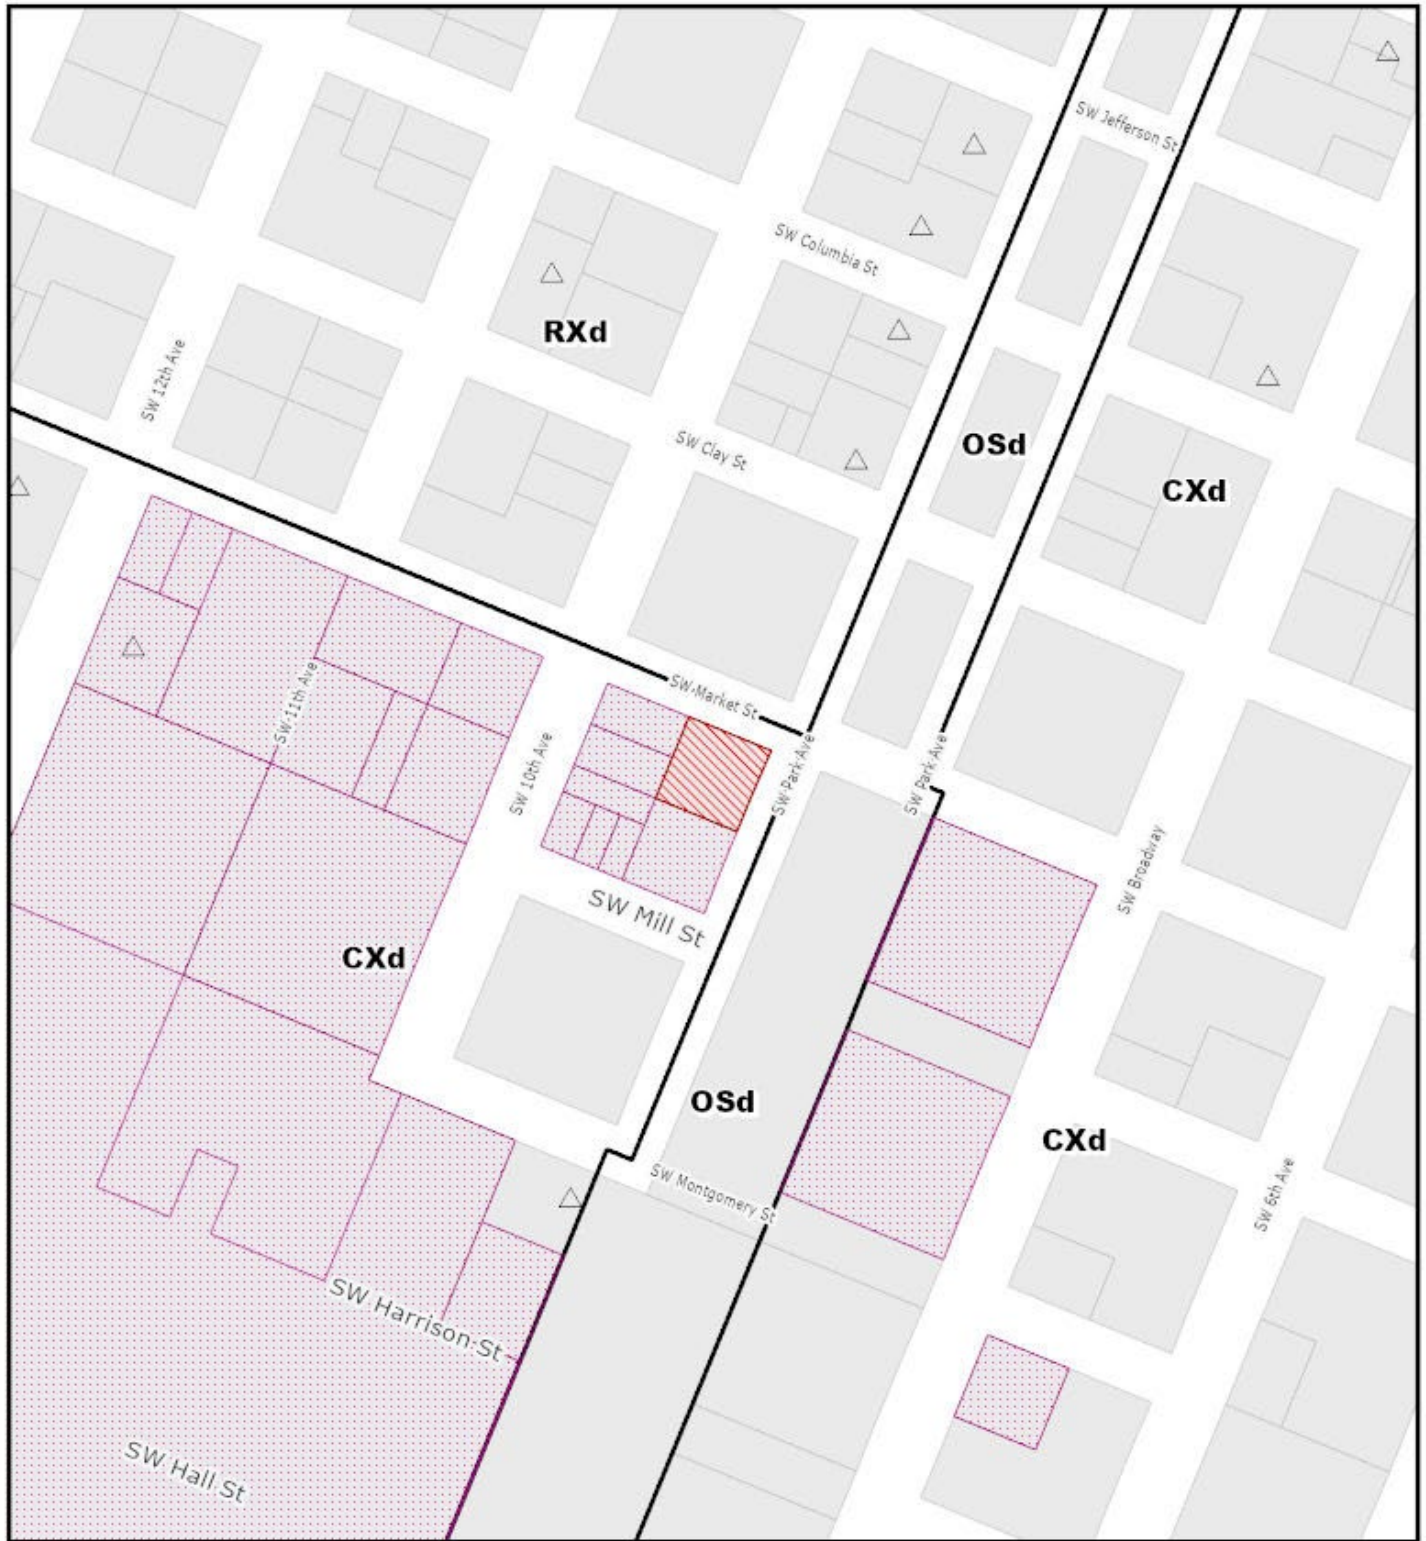 SW Jefferson St
SW Columbia St
RXd
SW 12th Ave
SW Clay St
OSd
CXd
SW Market St
SW 11th Ave
SW 10th Ave
SW Park Ave
SW Park Ave
SW Broadway
SW Mill St
CXd
OSd
CXd
SW Montgomery St
SW 6th Ave
SW Harrison St
SW Hall St